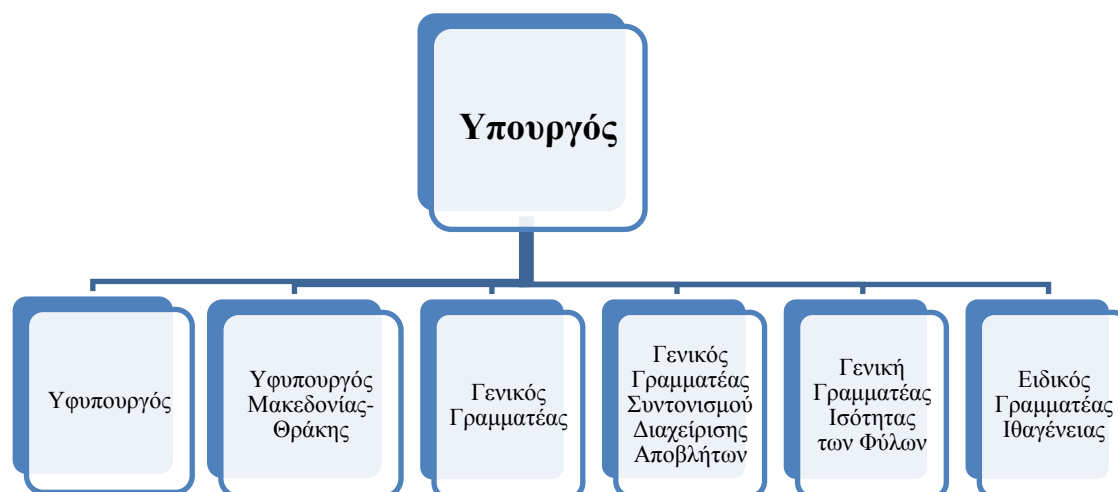 Υπουργός
Υφυπουργός
Υφυπουργός
Μακεδονίας-
Θράκης
Γενικός
Γραμματέας
Γενικός
Γραμματέας
Συντονισμού
Διαχείρισης
Αποβλήτων
Γενική
Γραμματέας
Ισότητας
των Φύλων
Ειδικός
Γραμματέας
Ιθαγένειας